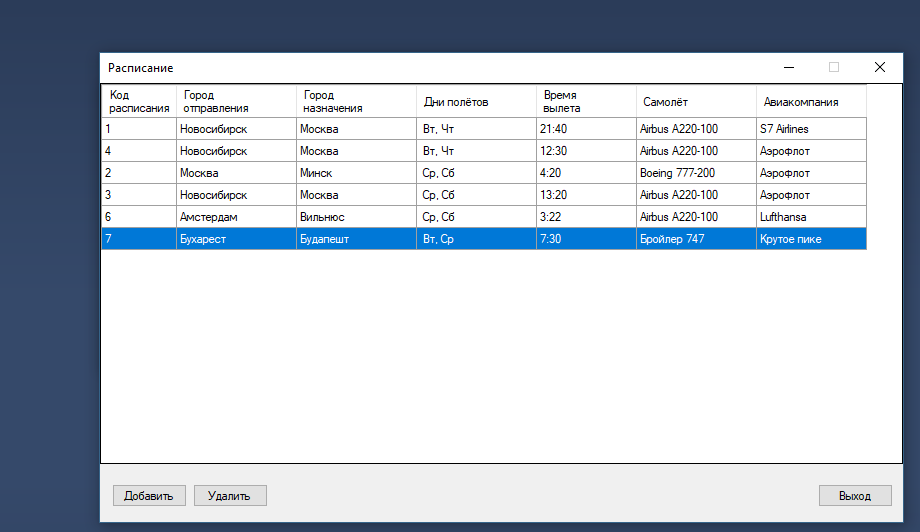 Расписание
Код расписания Город отправления Город назначения Дни полётов Время вылета Самолёт Авиакомпания
1 Новосибирск Москва Вт, Чт 21:40 Airbus A220-100 S7 Airlines
4 Новосибирск Москва Вт, Чт 12:30 Airbus A220-100 Аэрофлот
2 Москва Минск Ср, Сб 4:20 Boeing 777-200 Аэрофлот
3 Новосибирск Москва Ср, Сб 13:20 Airbus A220-100 Аэрофлот
6 Амстердам Вильнюс Ср, Сб 3:22 Airbus A220-100 Lufthansa
7 Бухарест Будапешт Вт, Ср 7:30 Бройлер 747 Крутое пике
Добавить Удалить Выход